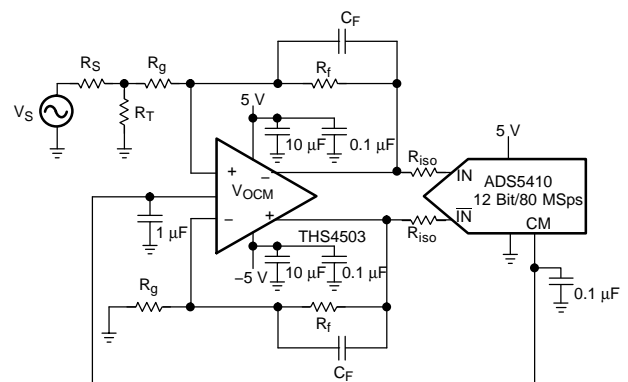 C_F
R_S
R_g
R_f
V_S
R_T
5 V
10 µF
0.1 µF
5 V
R_iso
+
−
IN
ADS5410
V_OCM
12 Bit/80 MSps
IN
1 µF
−
+
THS4503
R_iso
CM
−5 V
10 µF
0.1 µF
R_g
R_f
0.1 µF
C_F